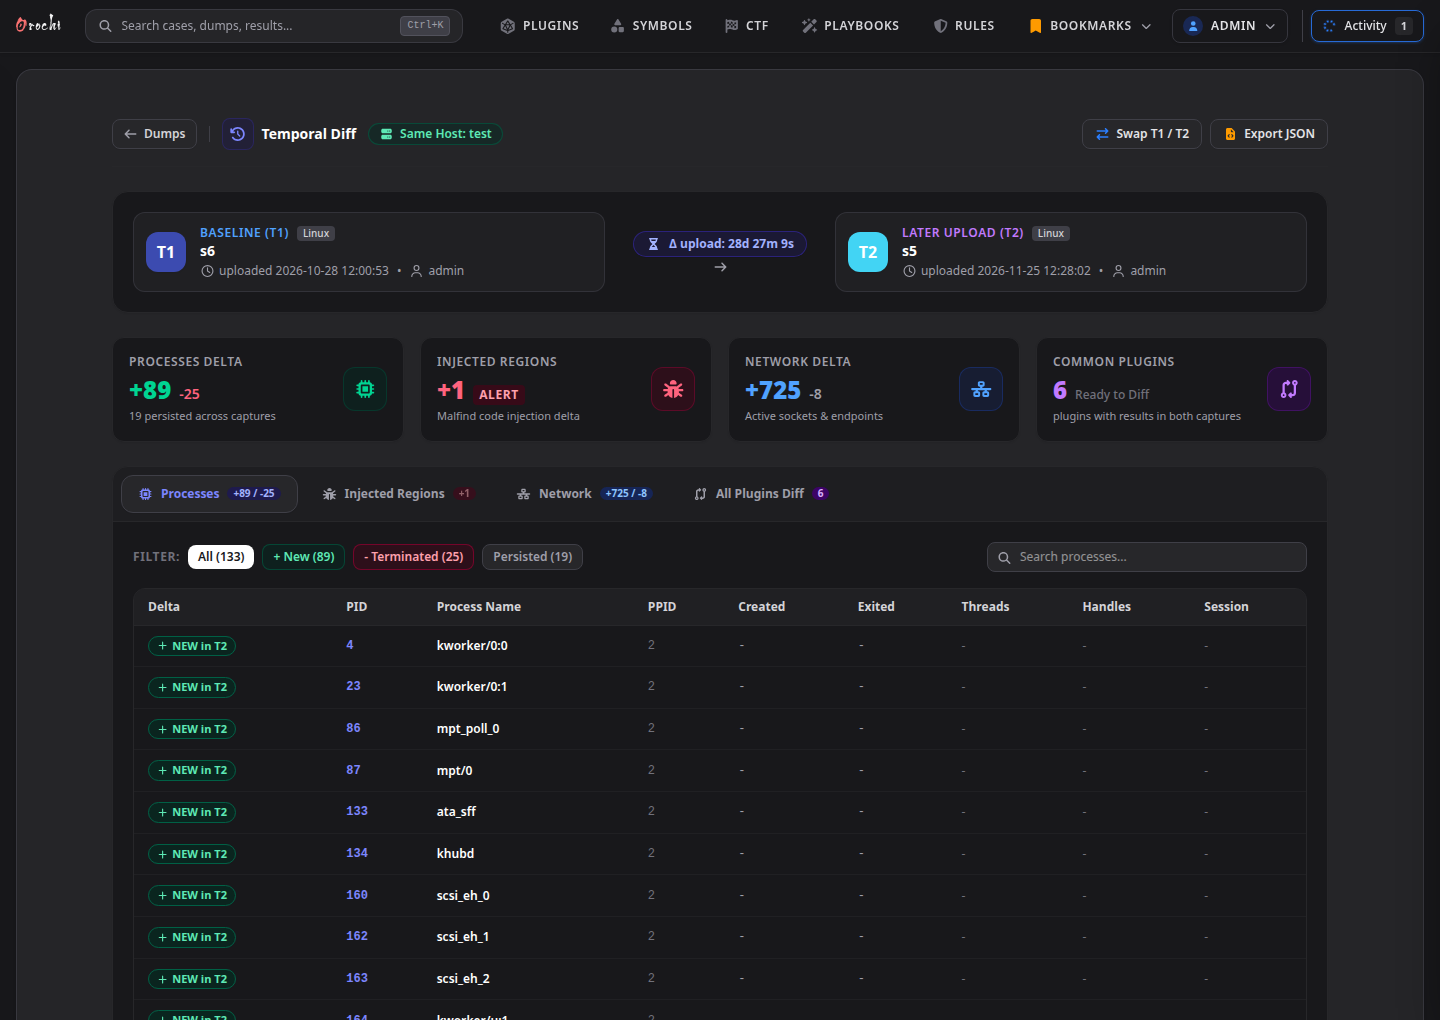 Orochi
Search cases, dumps, results...
Ctrl+K
PLUGINS
SYMBOLS
CTF
PLAYBOOKS
RULES
BOOKMARKS
ADMIN
Activity 1
Dumps
Temporal Diff
Same Host: test
Swap T1 / T2
Export JSON
T1
BASELINE (T1) Linux
s6
uploaded 2026-10-28 12:00:53 • admin
Δ upload: 28d 27m 9s
→
T2
LATER UPLOAD (T2) Linux
s5
uploaded 2026-11-25 12:28:02 • admin
PROCESSES DELTA
+89 -25
19 persisted across captures
INJECTED REGIONS
+1 ALERT
Malfind code injection delta
NETWORK DELTA
+725 -8
Active sockets & endpoints
COMMON PLUGINS
6 Ready to Diff
plugins with results in both captures
Processes +89 / -25
Injected Regions +1
Network +725 / -8
All Plugins Diff 6
FILTER: All (133) + New (89) - Terminated (25) Persisted (19)
Search processes...
Delta PID Process Name PPID Created Exited Threads Handles Session
+ NEW in T2 4 kworker/0:0 2 - - - - -
+ NEW in T2 23 kworker/0:1 2 - - - - -
+ NEW in T2 86 mpt_poll_0 2 - - - - -
+ NEW in T2 87 mpt/0 2 - - - - -
+ NEW in T2 133 ata_sff 2 - - - - -
+ NEW in T2 134 khubd 2 - - - - -
+ NEW in T2 160 scsi_eh_0 2 - - - - -
+ NEW in T2 162 scsi_eh_1 2 - - - - -
+ NEW in T2 163 scsi_eh_2 2 - - - - -
+ NEW in T2 164 kworker/u:1 2